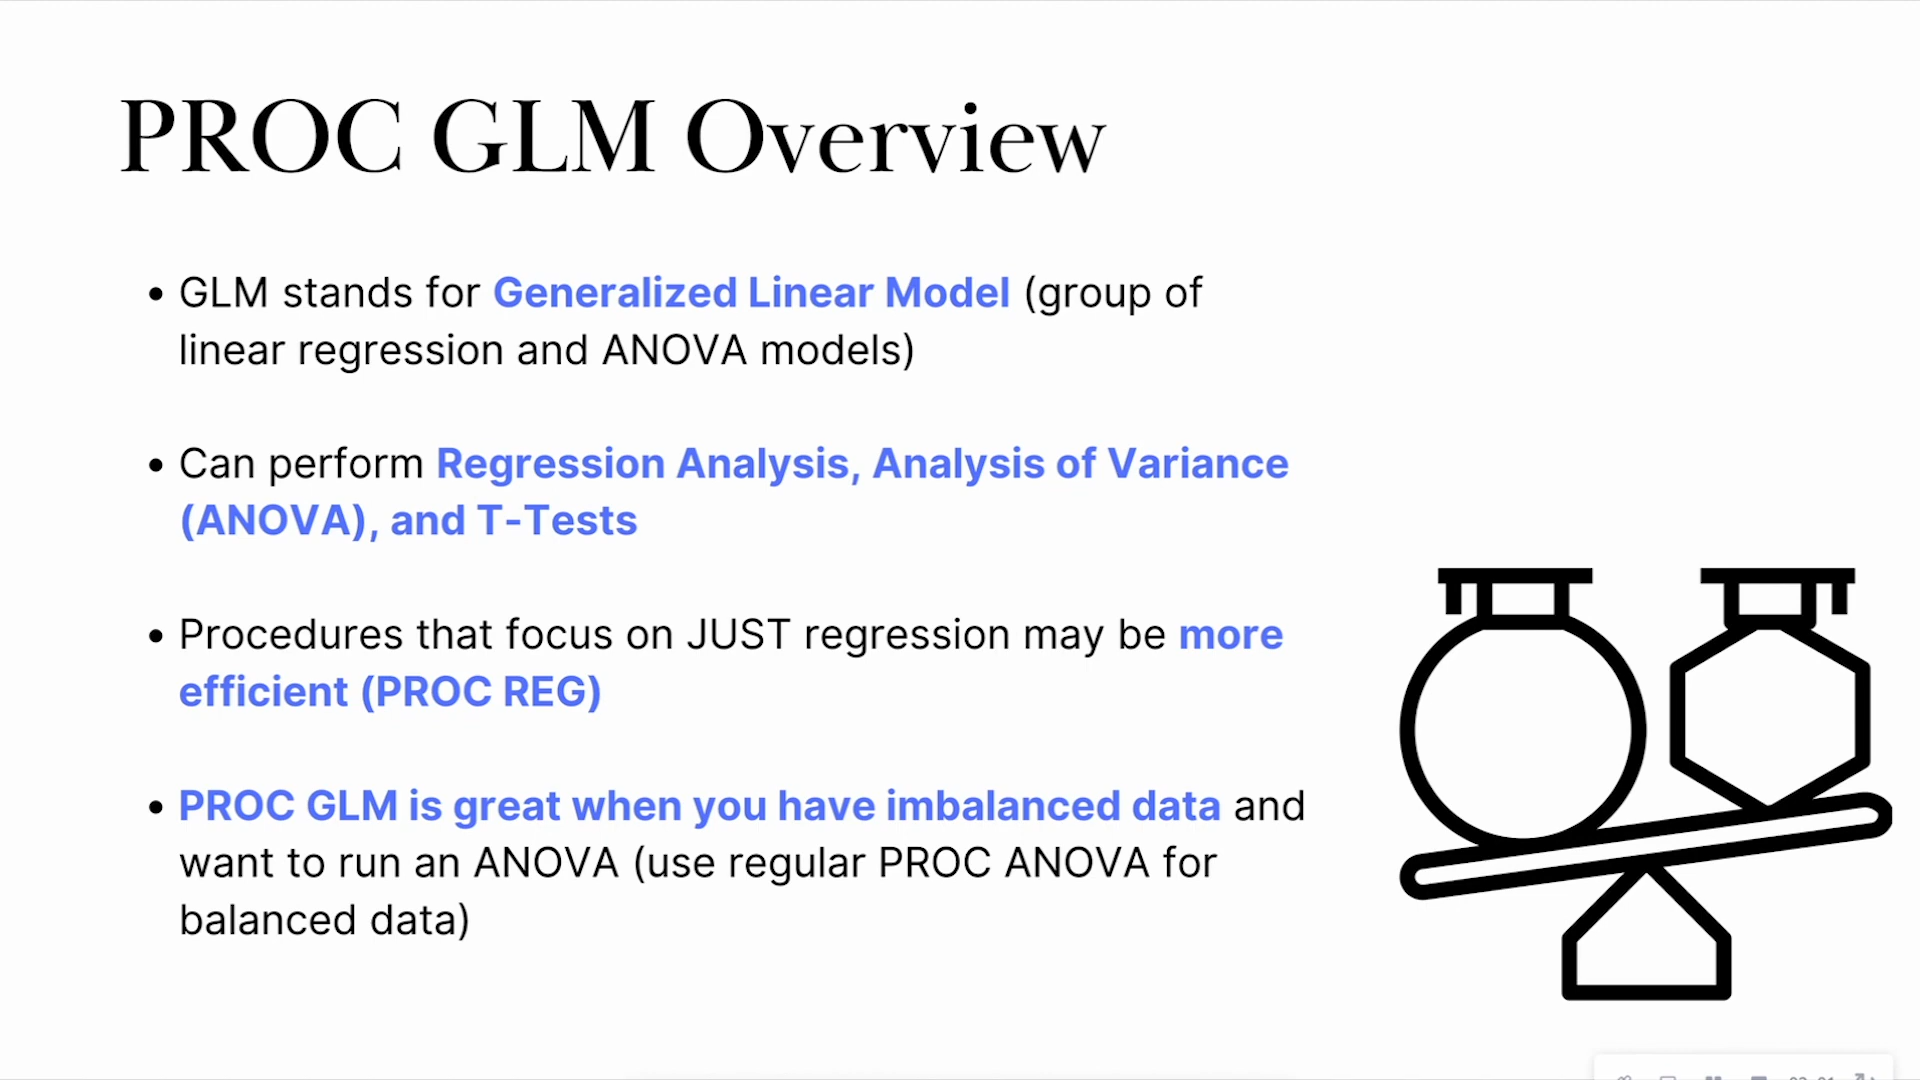 PROC GLM Overview
• GLM stands for Generalized Linear Model (group of
linear regression and ANOVA models)
• Can perform Regression Analysis, Analysis of Variance
(ANOVA), and T-Tests
• Procedures that focus on JUST regression may be more
efficient (PROC REG)
• PROC GLM is great when you have imbalanced data and
want to run an ANOVA (use regular PROC ANOVA for
balanced data)